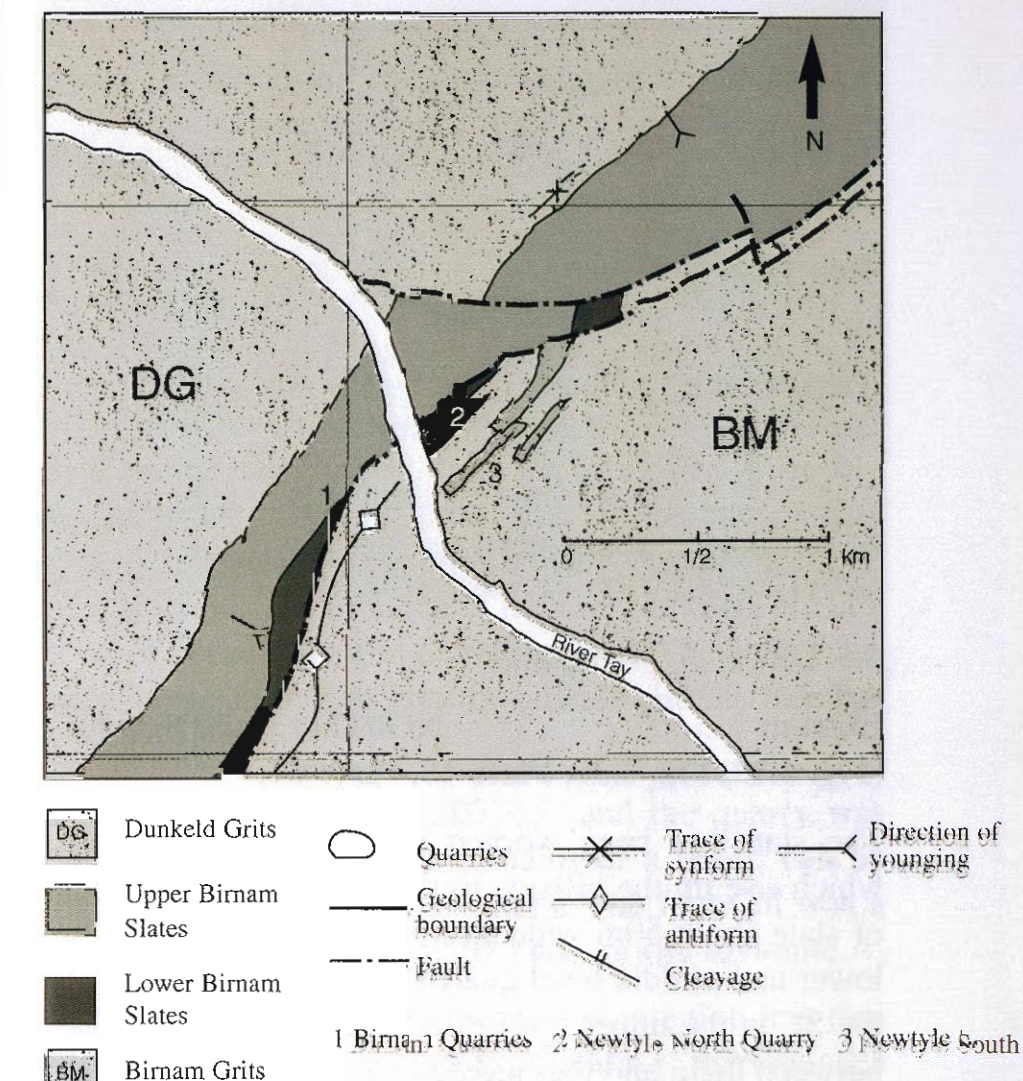 N
DG
BM
2
3
1
0 1/2 1 km
River Tay
DG
Dunkeld Grits
Upper Birnam
Slates
Lower Birnam
Slates
BM
Birnam Grits
Quarries
Geological
boundary
Fault
Trace of
synform
Trace of
antiform
Cleavage
Direction of
younging
1 Birnam Quarries 2 Newtyle North Quarry 3 South